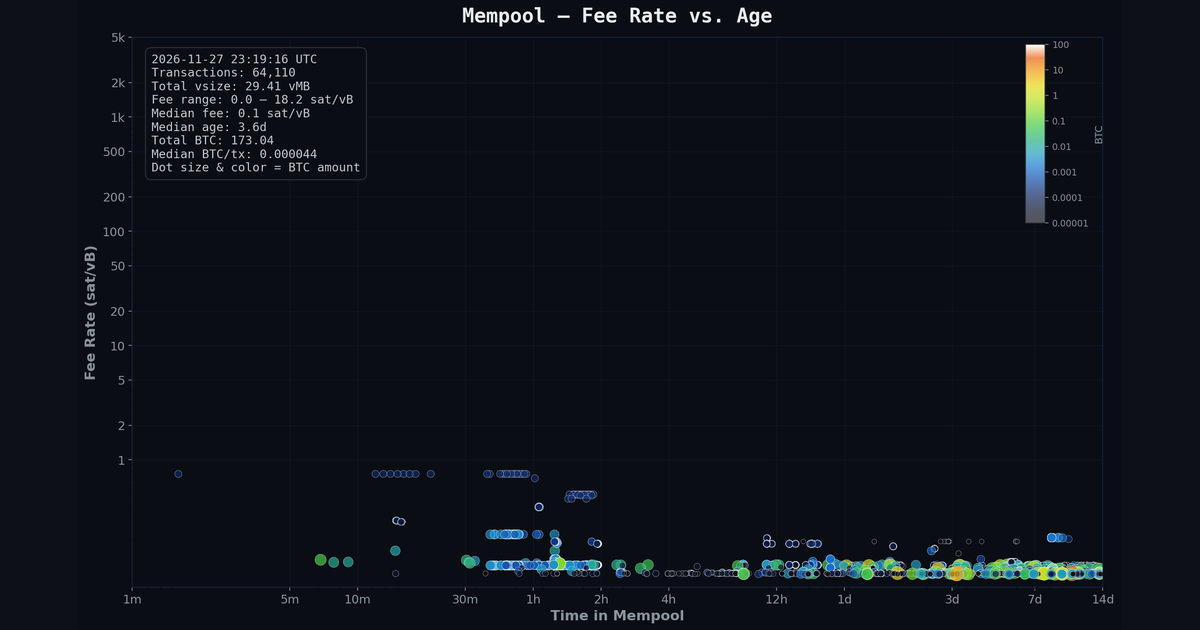 Mempool — Fee Rate vs. Age
2026-11-27 23:19:16 UTC
Transactions: 64,110
Total vsize: 29.41 vMB
Fee range: 0.0 — 18.2 sat/vB
Median fee: 0.1 sat/vB
Median age: 3.6d
Total BTC: 173.04
Median BTC/tx: 0.000044
Dot size & color = BTC amount
100
10
1
0.1
0.01
0.001
0.0001
0.00001
BTC
5k
2k
1k
500
200
100
50
20
10
5
2
1
Fee Rate (sat/vB)
1m 5m 10m 30m 1h 2h 4h 12h 1d 3d 7d 14d
Time in Mempool